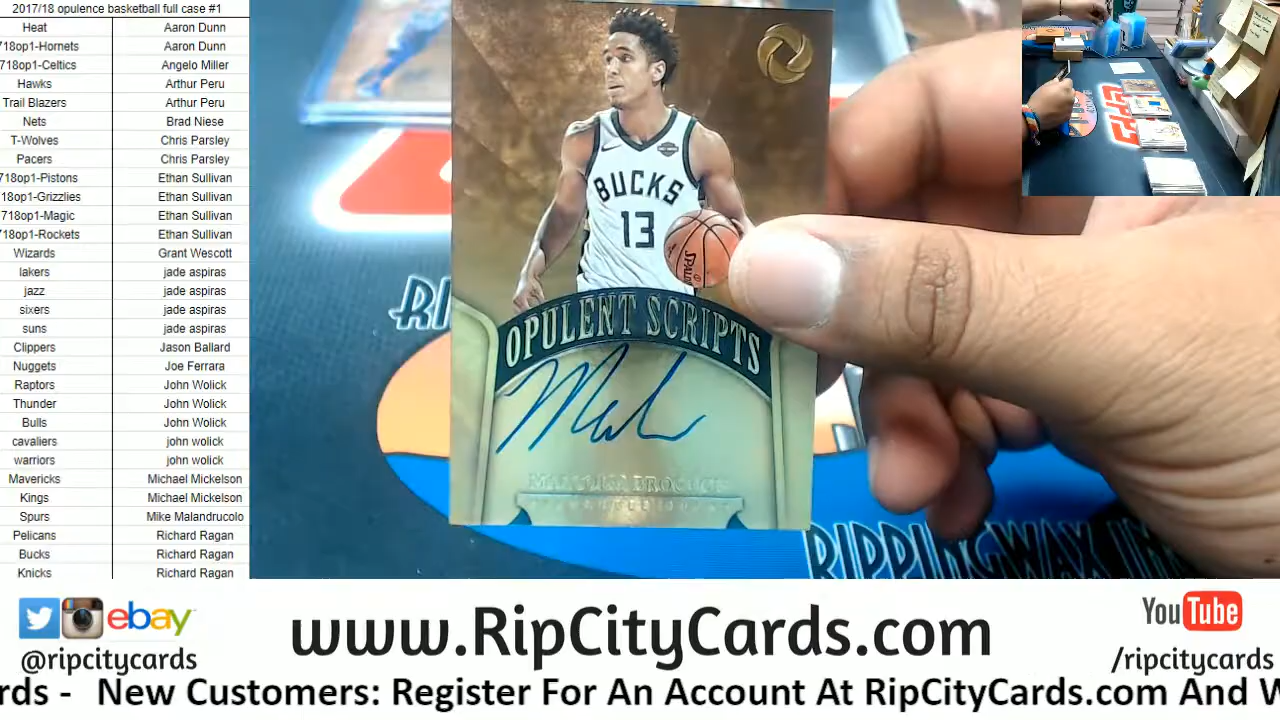 2017/18 opulence basketball full case #1
Heat Aaron Dunn
718op1-Hornets Aaron Dunn
718op1-Celtics Angelo Miller
Hawks Arthur Peru
Trail Blazers Arthur Peru
Nets Brad Niese
T-Wolves Chris Parsley
Pacers Chris Parsley
718op1-Pistons Ethan Sullivan
18op1-Grizzlies Ethan Sullivan
718op1-Magic Ethan Sullivan
718op1-Rockets Ethan Sullivan
Wizards Grant Wescott
lakers jade aspiras
jazz jade aspiras
sixers jade aspiras
suns jade aspiras
Clippers Jason Ballard
Nuggets Joe Ferrara
Raptors John Wolick
Thunder John Wolick
Bulls John Wolick
cavaliers john wolick
warriors john wolick
Mavericks Michael Mickelson
Kings Michael Mickelson
Spurs Mike Malandrucolo
Pelicans Richard Ragan
Bucks Richard Ragan
Knicks Richard Ragan
BUCKS
13
SPALDING
OPULENT SCRIPTS
RI
RIPPINGWAX IN
ebay
@ripcitycards
www.RipCityCards.com
YouTube
/ripcitycards
rds - New Customers: Register For An Account At RipCityCards.com And W